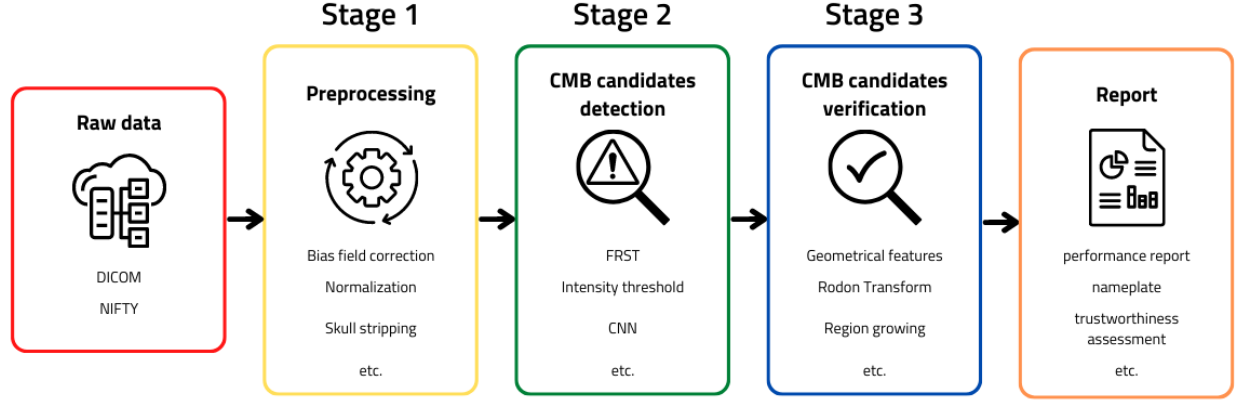 Stage 1
Stage 2
Stage 3
Raw data
DICOM
NIFTY
Preprocessing
Bias field correction
Normalization
Skull stripping
etc.
CMB candidates
detection
FRST
Intensity threshold
CNN
etc.
CMB candidates
verification
Geometrical features
Rodon Transform
Region growing
etc.
Report
performance report
nameplate
trustworthiness
assessment
etc.